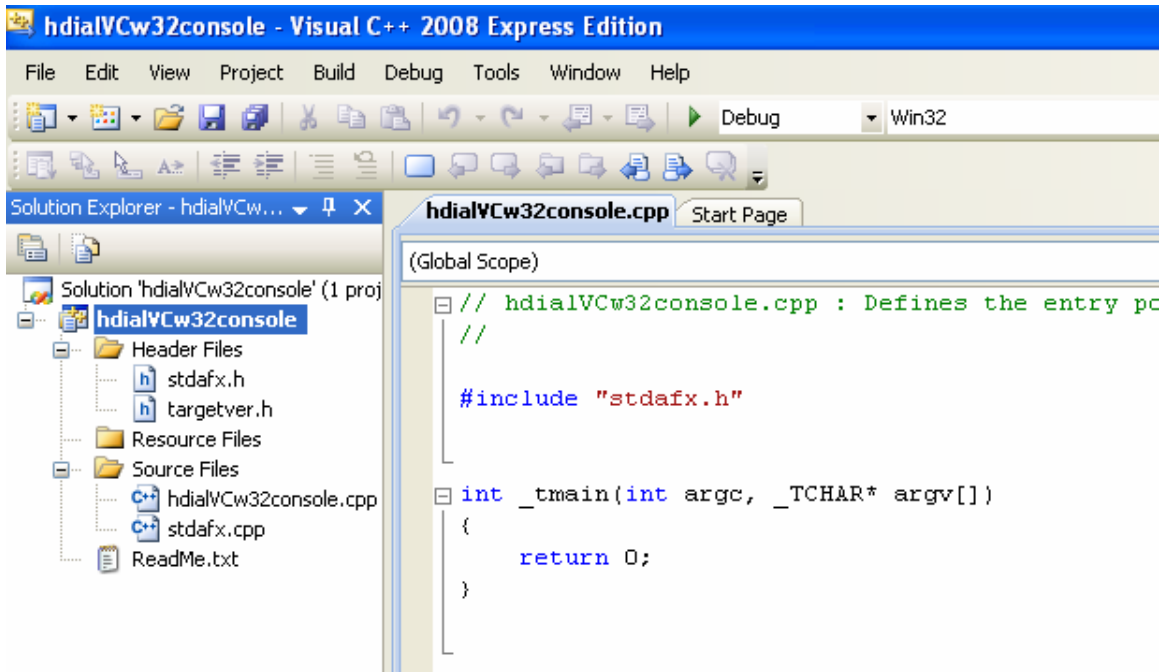 hdialVCw32console - Visual C++ 2008 Express Edition
File Edit View Project Build Debug Tools Window Help
Debug Win32
Solution Explorer - hdialVCw...
hdialVCw32console.cpp Start Page
(Global Scope)
Solution 'hdialVCw32console' (1 proj
hdialVCw32console
Header Files
stdafx.h
targetver.h
Resource Files
Source Files
hdialVCw32console.cpp
stdafx.cpp
ReadMe.txt
// hdialVCw32console.cpp : Defines the entry po
//
#include "stdafx.h"
int _tmain(int argc, _TCHAR* argv[])
{
return 0;
}